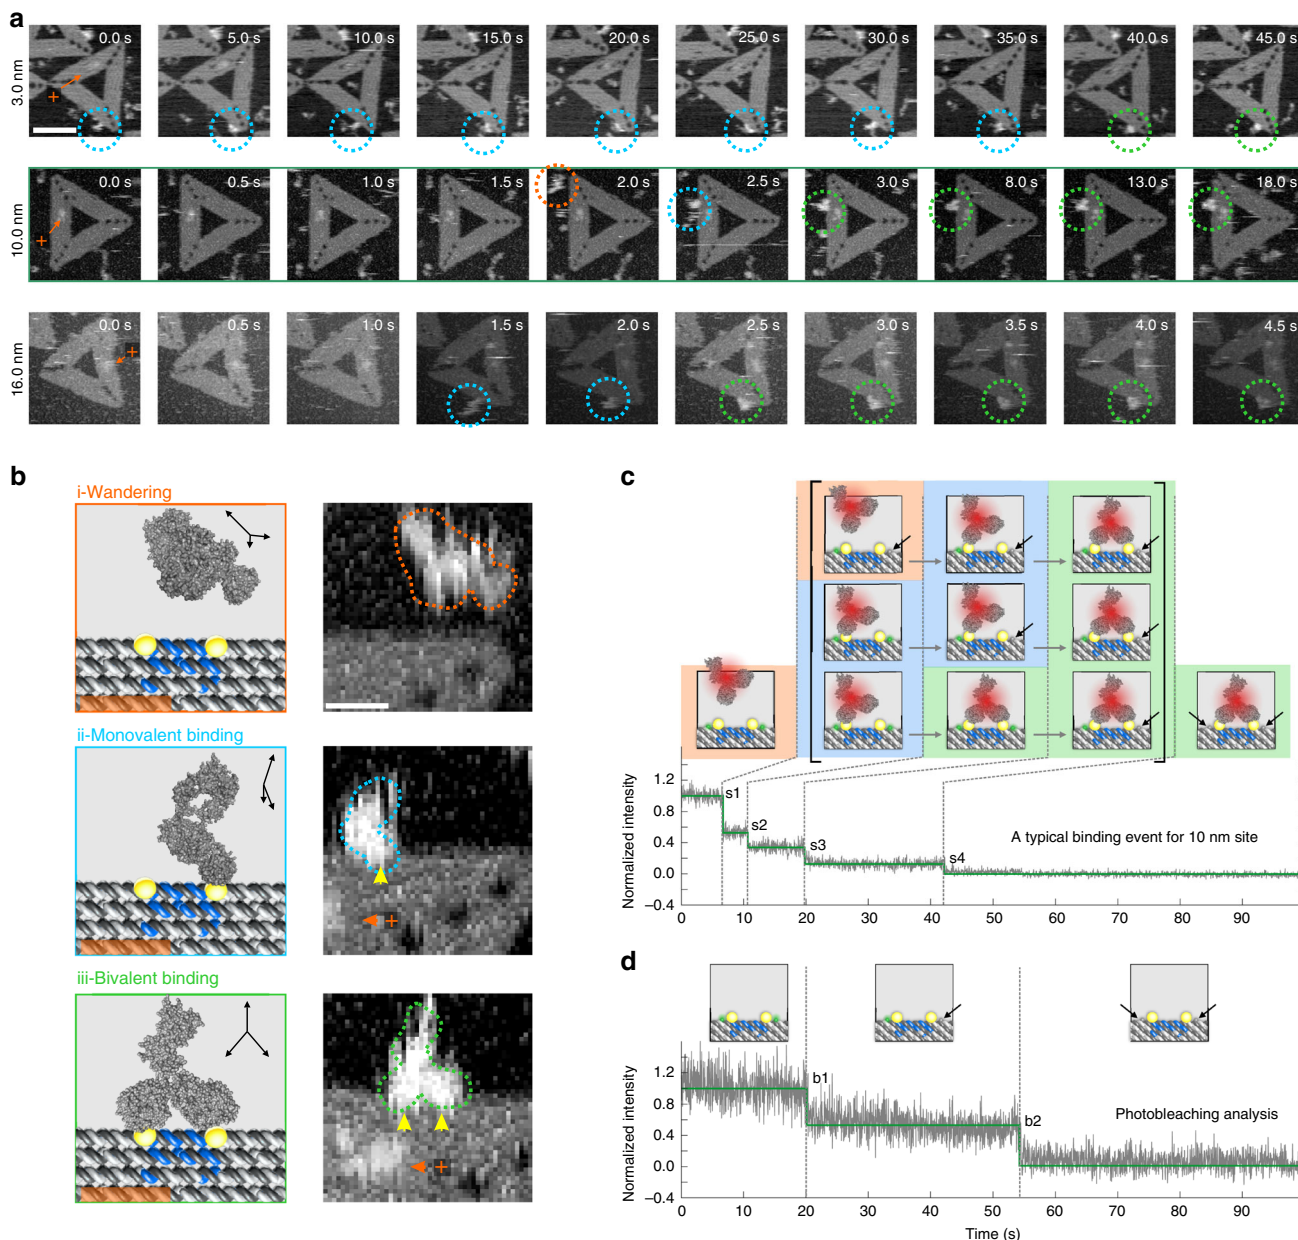 a
3.0 nm
0.0 s 5.0 s 10.0 s 15.0 s 20.0 s 25.0 s 30.0 s 35.0 s 40.0 s 45.0 s
+
10.0 nm
0.0 s 0.5 s 1.0 s 1.5 s 2.0 s 2.5 s 3.0 s 8.0 s 13.0 s 18.0 s
+
16.0 nm
0.0 s 0.5 s 1.0 s 1.5 s 2.0 s 2.5 s 3.0 s 3.5 s 4.0 s 4.5 s
+
b
i-Wandering
ii-Monovalent binding
+
iii-Bivalent binding
+
c
Normalized intensity
1.2
0.8
0.4
0.0
−0.4
s1
s2
s3
s4
A typical binding event for 10 nm site
0 10 20 30 40 50 60 70 80 90
d
Normalized intensity
1.2
0.8
0.4
0.0
−0.4
b1
b2
Photobleaching analysis
0 10 20 30 40 50 60 70 80 90
Time (s)